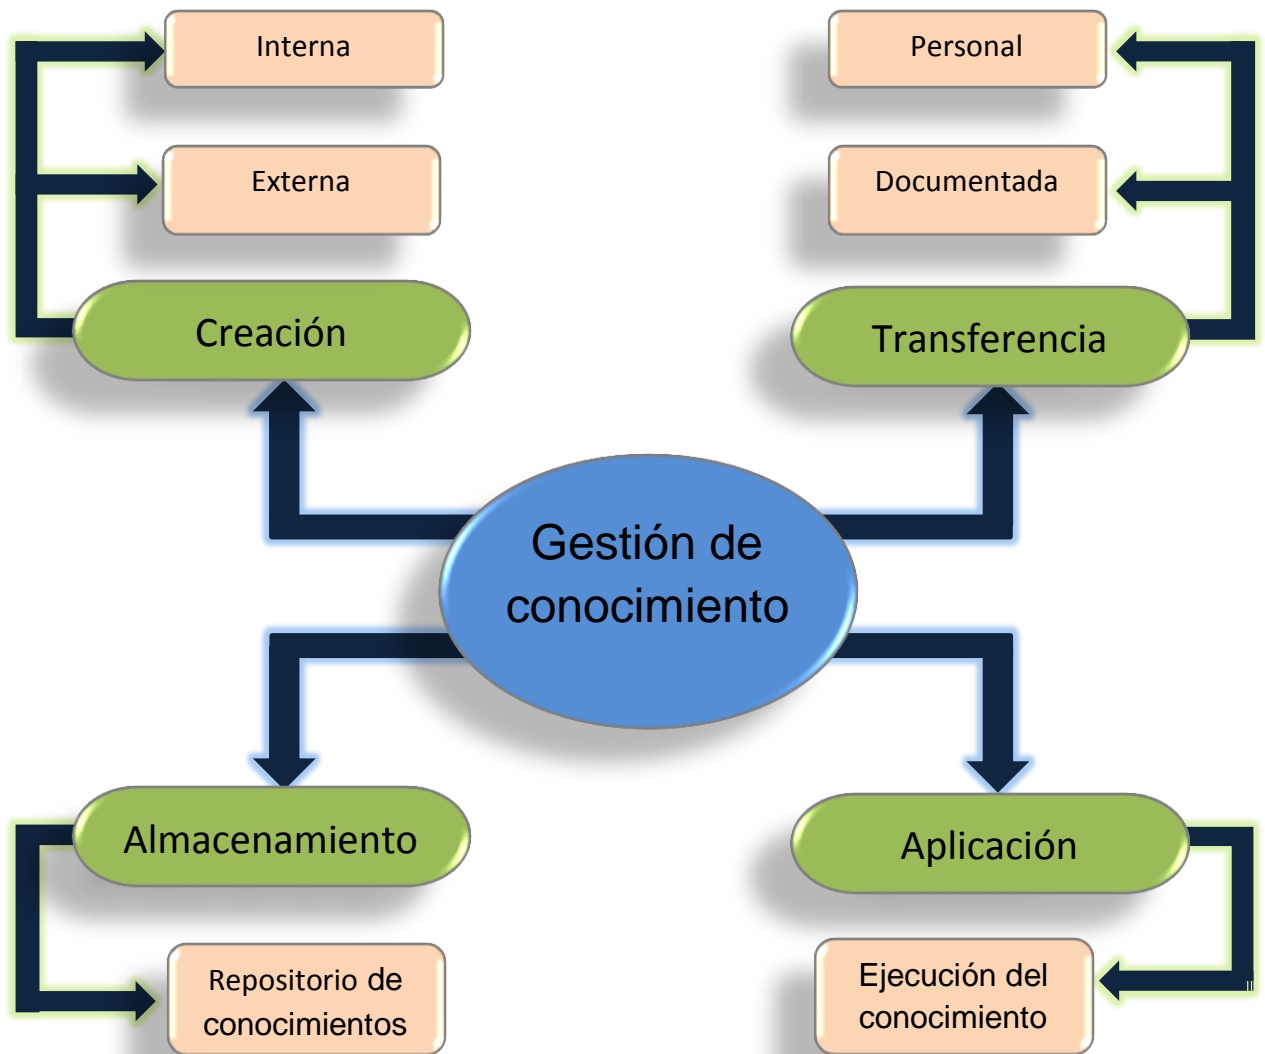 Interna
Personal
Externa
Documentada
Creación
Transferencia
Gestión de
conocimiento
Almacenamiento
Aplicación
Repositorio de
conocimientos
Ejecución del
conocimiento